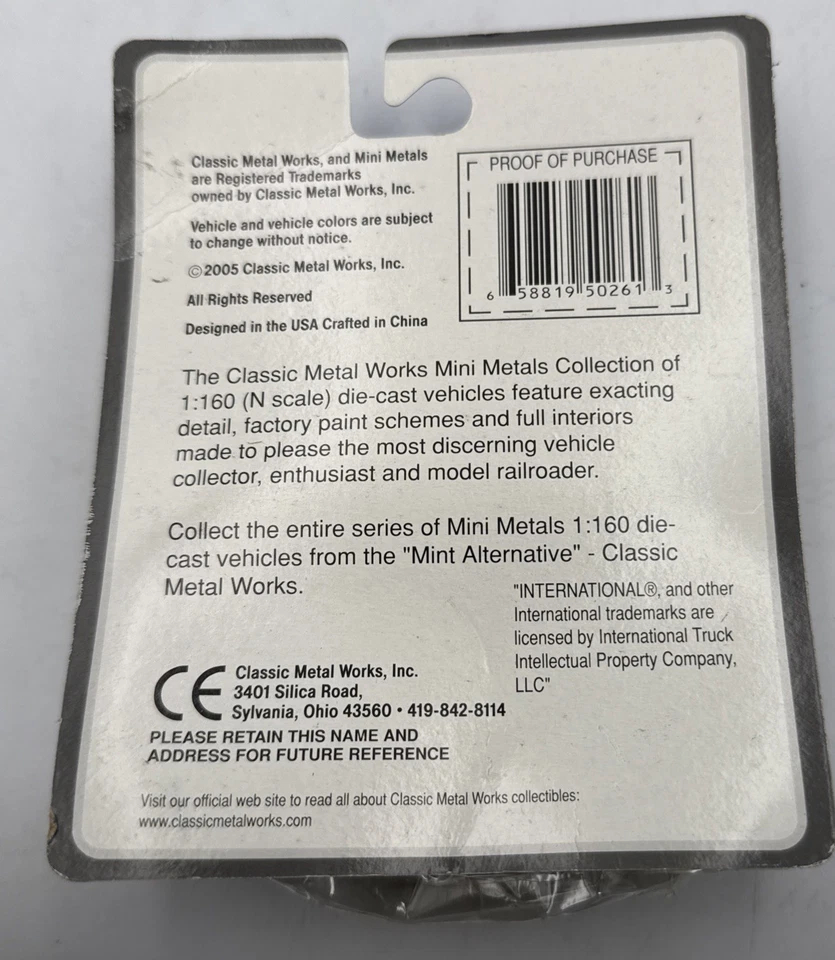 Classic Metal Works, and Mini Metals
are Registered Trademarks
owned by Classic Metal Works, Inc.
Vehicle and vehicle colors are subject
to change without notice.
©2005 Classic Metal Works, Inc.
All Rights Reserved
Designed in the USA Crafted in China
PROOF OF PURCHASE
6 58819 50261 3
The Classic Metal Works Mini Metals Collection of
1:160 (N scale) die-cast vehicles feature exacting
detail, factory paint schemes and full interiors
made to please the most discerning vehicle
collector, enthusiast and model railroader.
Collect the entire series of Mini Metals 1:160 die-
cast vehicles from the "Mint Alternative" - Classic
Metal Works.
"INTERNATIONAL®, and other
International trademarks are
licensed by International Truck
Intellectual Property Company,
LLC"
CE
Classic Metal Works, Inc.
3401 Silica Road,
Sylvania, Ohio 43560 • 419-842-8114
PLEASE RETAIN THIS NAME AND
ADDRESS FOR FUTURE REFERENCE
Visit our official web site to read all about Classic Metal Works collectibles:
www.classicmetalworks.com